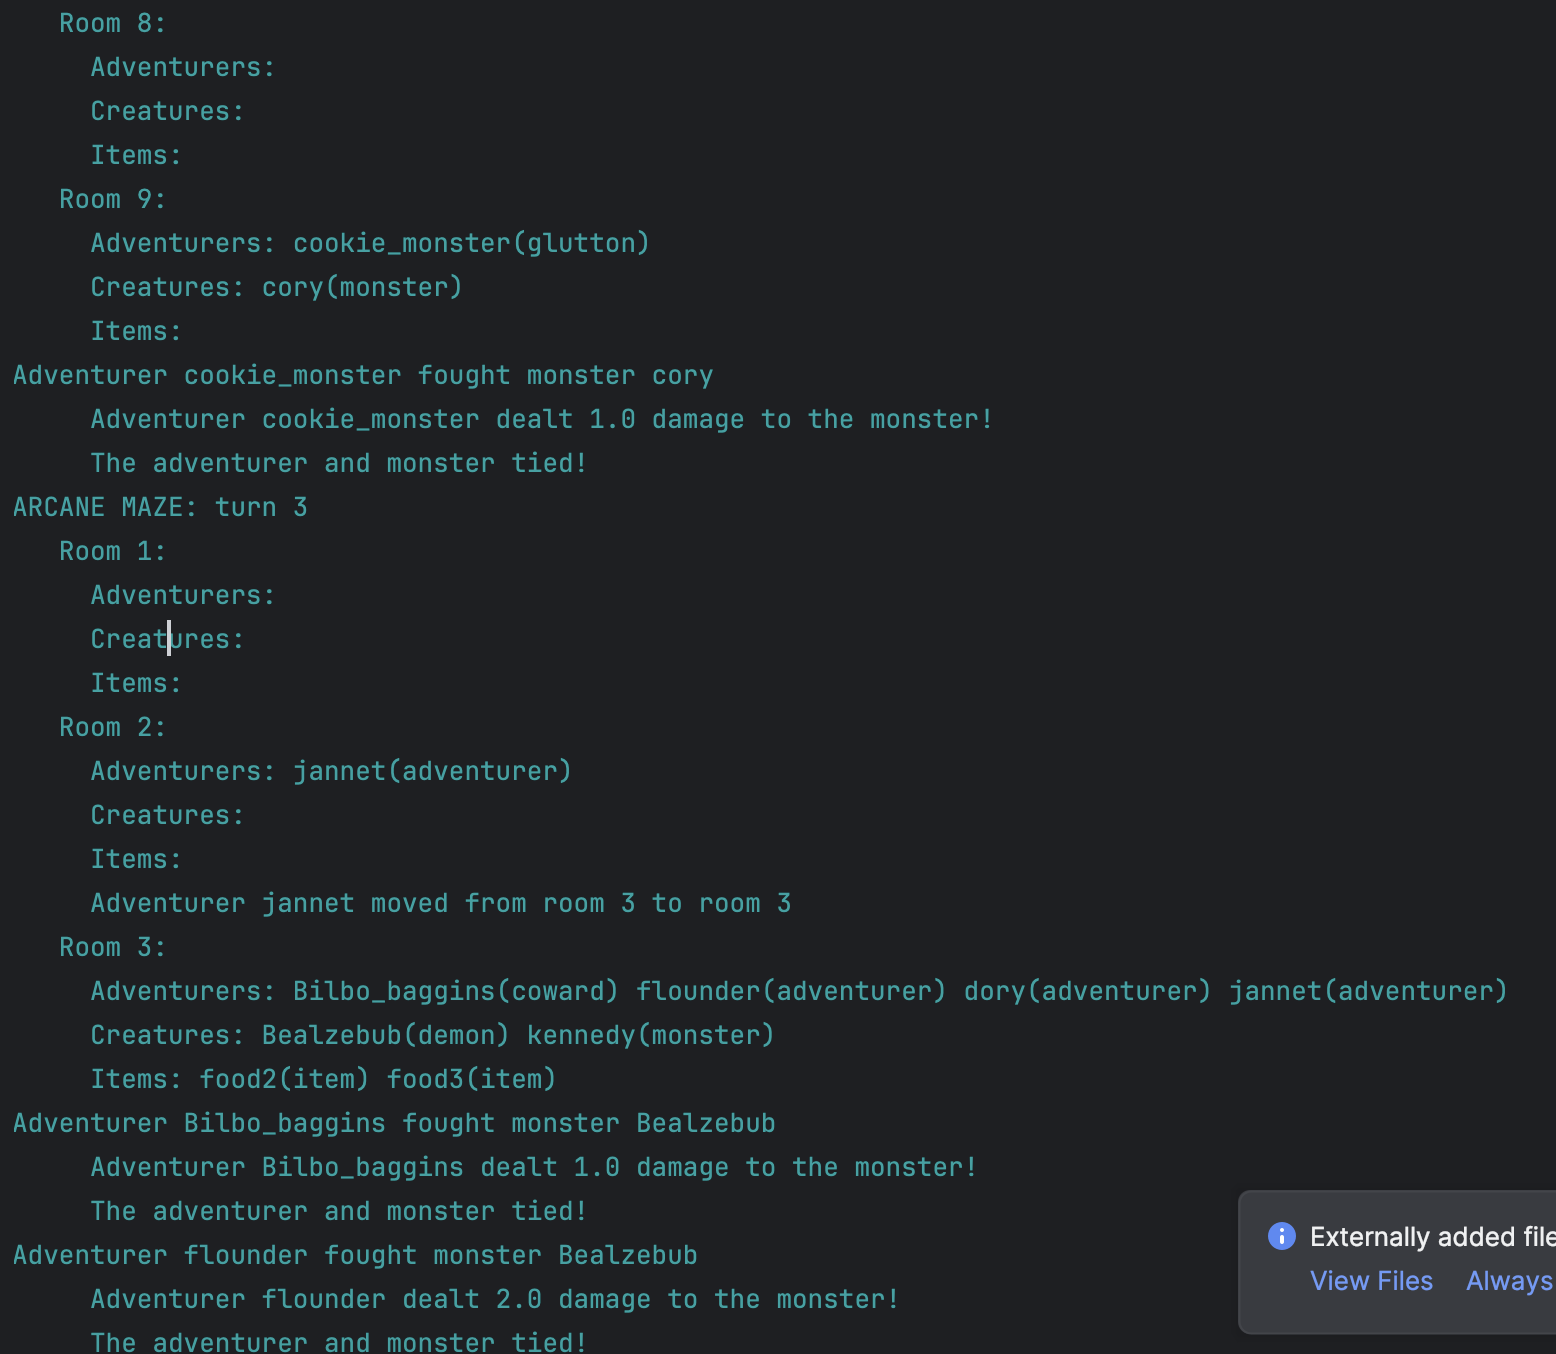 Room 8:
Adventurers:
Creatures:
Items:
Room 9:
Adventurers: cookie_monster(glutton)
Creatures: cory(monster)
Items:
Adventurer cookie_monster fought monster cory
Adventurer cookie_monster dealt 1.0 damage to the monster!
The adventurer and monster tied!
ARCANE MAZE: turn 3
Room 1:
Adventurers:
Creatures:
Items:
Room 2:
Adventurers: jannet(adventurer)
Creatures:
Items:
Adventurer jannet moved from room 3 to room 3
Room 3:
Adventurers: Bilbo_baggins(coward) flounder(adventurer) dory(adventurer) jannet(adventurer)
Creatures: Bealzebub(demon) kennedy(monster)
Items: food2(item) food3(item)
Adventurer Bilbo_baggins fought monster Bealzebub
Adventurer Bilbo_baggins dealt 1.0 damage to the monster!
The adventurer and monster tied!
Adventurer flounder fought monster Bealzebub
Adventurer flounder dealt 2.0 damage to the monster!
The adventurer and monster tied!
Externally added file
View Files Always